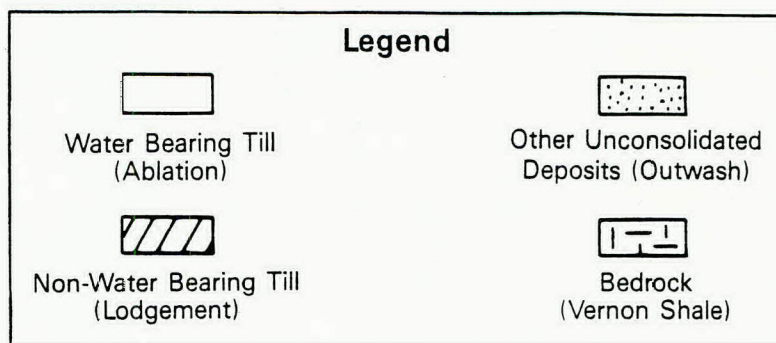 Legend
Water Bearing Till
(Ablation)
Other Unconsolidated
Deposits (Outwash)
Non-Water Bearing Till
(Lodgement)
Bedrock
(Vernon Shale)